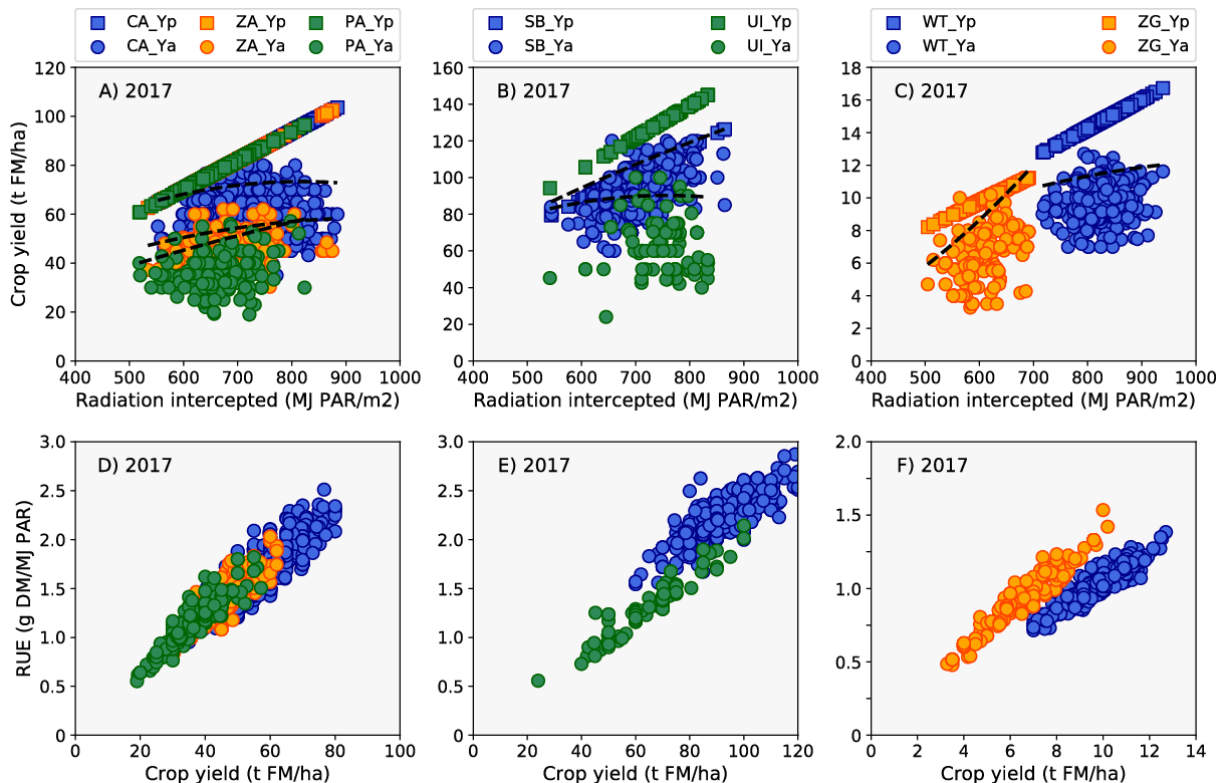 CA_Yp ZA_Yp PA_Yp
CA_Ya ZA_Ya PA_Ya
SB_Yp UI_Yp
SB_Ya UI_Ya
WT_Yp ZG_Yp
WT_Ya ZG_Ya
A) 2017
Crop yield (t FM/ha)
120
100
80
60
40
20
0
400 500 600 700 800 900 1000
Radiation intercepted (MJ PAR/m2)
B) 2017
160
140
120
100
80
60
40
20
0
400 500 600 700 800 900 1000
Radiation intercepted (MJ PAR/m2)
C) 2017
18
16
14
12
10
8
6
4
2
0
400 500 600 700 800 900 1000
Radiation intercepted (MJ PAR/m2)
D) 2017
RUE (g DM/MJ PAR)
3.0
2.5
2.0
1.5
1.0
0.5
0.0
0 20 40 60 80 100
Crop yield (t FM/ha)
E) 2017
3.0
2.5
2.0
1.5
1.0
0.5
0.0
0 20 40 60 80 100 120
Crop yield (t FM/ha)
F) 2017
2.0
1.5
1.0
0.5
0.0
0 2 4 6 8 10 12 14
Crop yield (t FM/ha)